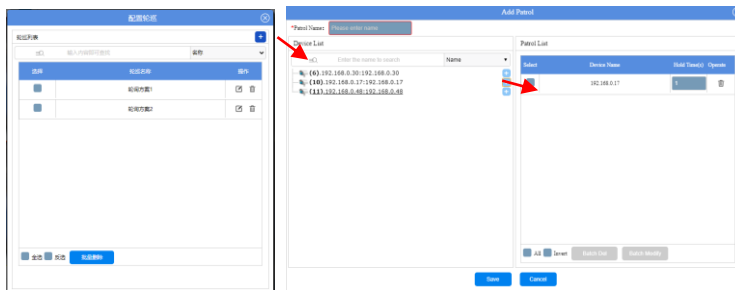 配置轮巡
轮巡列表
输入内容即可查找
名称
选择 轮巡名称 操作
轮询方案1
轮询方案2
全选 反选 批量删除
Add Patrol
*Patrol Name: Please enter name
Device List
Enter the name to search
Name
(6).192.168.0.30:192.168.0.30
(10).192.168.0.17:192.168.0.17
(11).192.168.0.48:192.168.0.48
Patrol List
Select Device Name Hold Time(s) Operate
192.168.0.17
All Invert Batch Del Batch Modify
Save Cancel